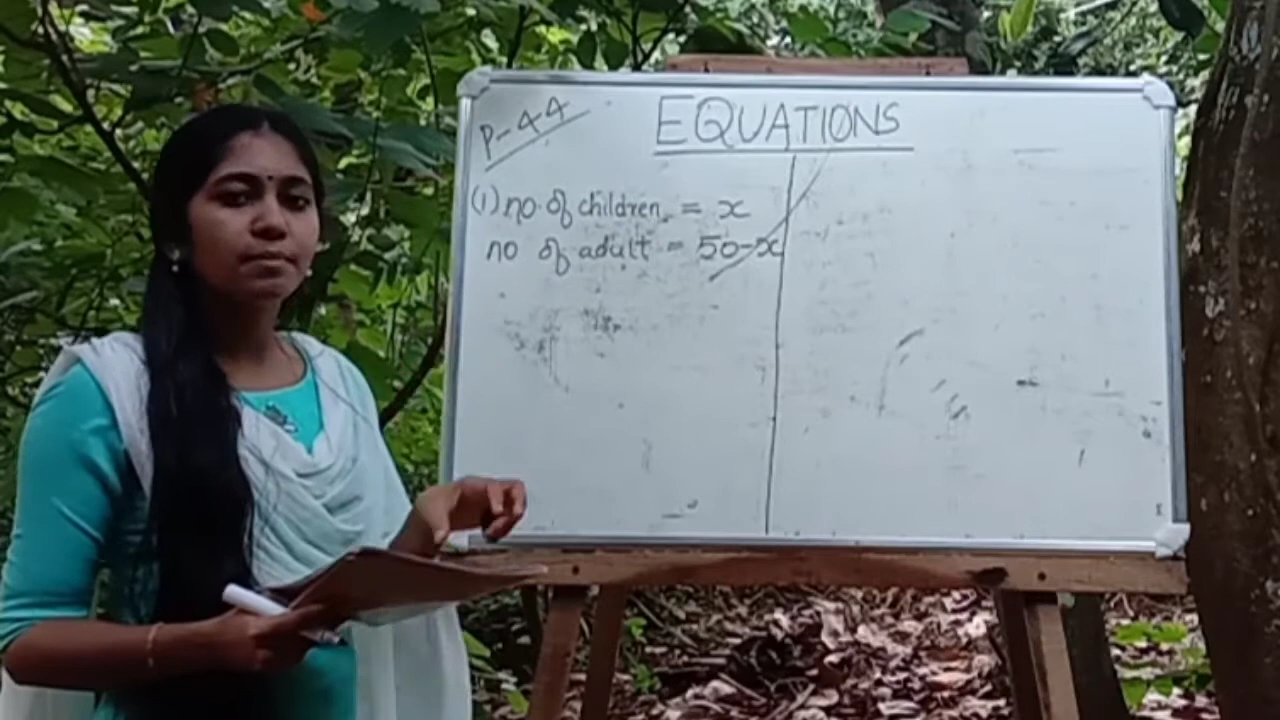 P-44
EQUATIONS
(1) no. of children = x
no of adult = 50-x